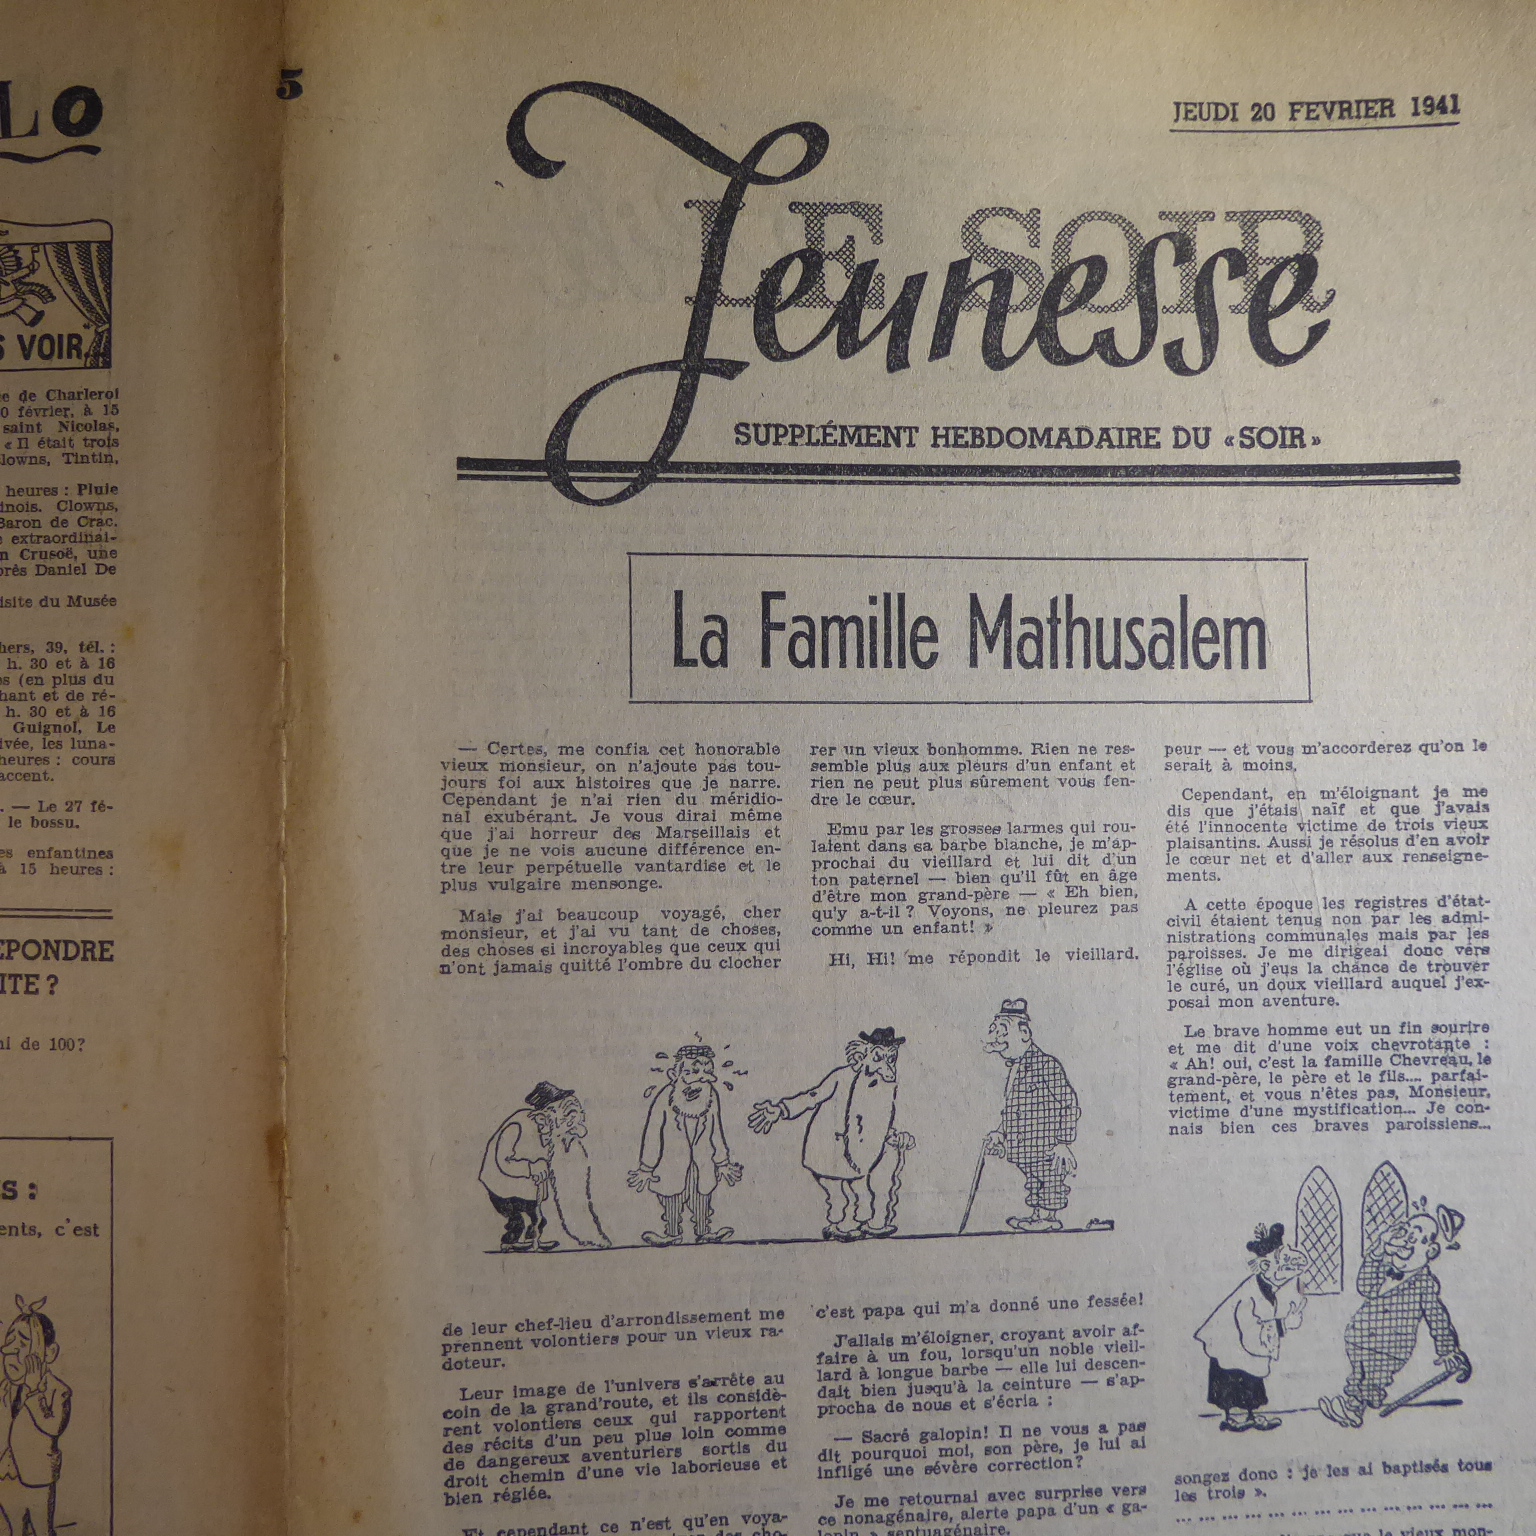 LO
S VOIR
e de Charleroi
0 février, à 15
saint Nicolas,
« Il était trois
lowns, Tintin,
heures : Pluie
inois. Clowns,
Baron de Crac.
e extraordinai-
n Crusoë, une
près Daniel De
isite du Musée
hers, 39, tél. :
h. 30 et à 16
s (en plus du
hant et de ré-
h. 30 et à 16
Guignol, Le
ivée, les luna-
heures : cours
accent.
. — Le 27 fé-
le bossu.
es enfantines
à 15 heures :
EPONDRE
ITE ?
ni de 100?
S :
ents, c'est
5
JEUDI 20 FEVRIER 1941
LE SOIR
Jeunesse
SUPPLÉMENT HEBDOMADAIRE DU «SOIR»
La Famille Mathusalem
— Certes, me confia cet honorable
vieux monsieur, on n'ajoute pas tou-
jours foi aux histoires que je narre.
Cependant je n'ai rien du méridio-
nal exubérant. Je vous dirai même
que j'ai horreur des Marseillais et
que je ne vois aucune différence en-
tre leur perpétuelle vantardise et le
plus vulgaire mensonge.
Mais j'ai beaucoup voyagé, cher
monsieur, et j'ai vu tant de choses,
des choses si incroyables que ceux qui
n'ont jamais quitté l'ombre du clocher
de leur chef-lieu d'arrondissement me
prennent volontiers pour un vieux ra-
doteur.
Leur image de l'univers s'arrête au
coin de la grand'route, et ils considè-
rent volontiers ceux qui rapportent
des récits d'un peu plus loin comme
de dangereux aventuriers sortis du
droit chemin d'une vie laborieuse et
bien réglée.
Et cependant ce n'est qu'en voya-
rer un vieux bonhomme. Rien ne res-
semble plus aux pleurs d'un enfant et
rien ne peut plus sûrement vous fen-
dre le cœur.
Emu par les grosses larmes qui rou-
laient dans sa barbe blanche, je m'ap-
prochai du vieillard et lui dit d'un
ton paternel — bien qu'il fût en âge
d'être mon grand-père — « Eh bien,
qu'y a-t-il ? Voyons, ne pleurez pas
comme un enfant! »
Hi, Hi! me répondit le vieillard.
c'est papa qui m'a donné une fessée!
J'allais m'éloigner, croyant avoir af-
faire à un fou, lorsqu'un noble vieil-
lard à longue barbe — elle lui descen-
dait bien jusqu'à la ceinture — s'ap-
procha de nous et s'écria :
— Sacré galopin! Il ne vous a pas
dit pourquoi moi, son père, je lui ai
infligé une sévère correction?
Je me retournai avec surprise vers
ce nonagénaire, alerte papa d'un « ga-
lopin » septuagénaire.
peur — et vous m'accorderez qu'on le
serait à moins.
Cependant, en m'éloignant je me
dis que j'étais naïf et que j'avais
été l'innocente victime de trois vieux
plaisantins. Aussi je résolus d'en avoir
le cœur net et d'aller aux renseigne-
ments.
A cette époque les registres d'état-
civil étaient tenus non par les admi-
nistrations communales mais par les
paroisses. Je me dirigeai donc vers
l'église où j'eus la chance de trouver
le curé, un doux vieillard auquel j'ex-
posai mon aventure.
Le brave homme eut un fin sourire
et me dit d'une voix chevrotante :
« Ah! oui, c'est la famille Chevreau, le
grand-père, le père et le fils.... parfai-
tement, et vous n'êtes pas, Monsieur,
victime d'une mystification... Je con-
nais bien ces braves paroissiens...
songez donc : je les ai baptisés tous
les trois ».
... ... ... ... ... ... ... ... ... ... ...
que le vieux mon-